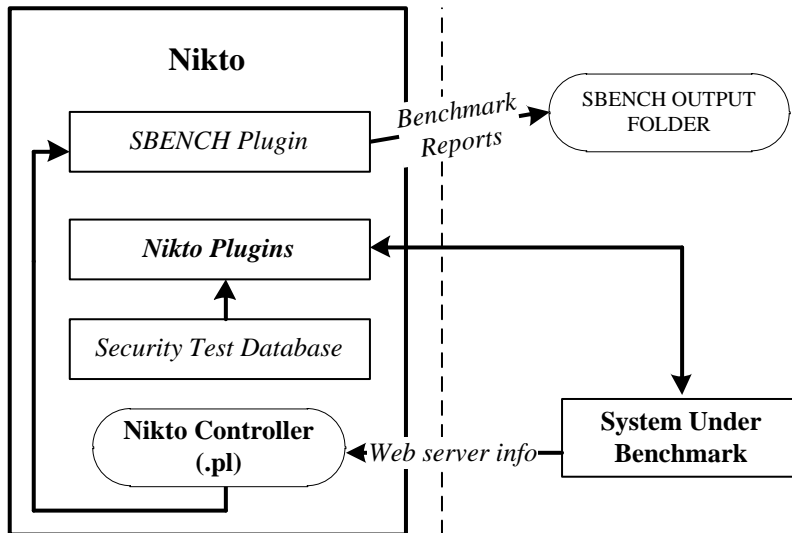 Nikto
SBENCH Plugin
Benchmark
Reports
SBENCH OUTPUT
FOLDER
Nikto Plugins
Security Test Database
Nikto Controller
(.pl)
Web server info
System Under
Benchmark